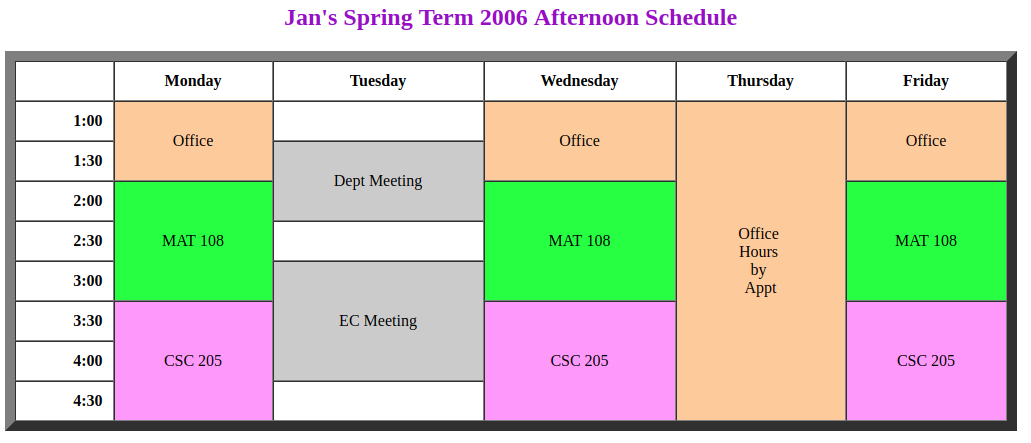 Jan's Spring Term 2006 Afternoon Schedule
Monday Tuesday Wednesday Thursday Friday
1:00
Office Office Office
1:30
Dept Meeting
2:00
Office
Hours
by
Appt
2:30
MAT 108 MAT 108 MAT 108
3:00
3:30
EC Meeting
4:00
CSC 205 CSC 205 CSC 205
4:30